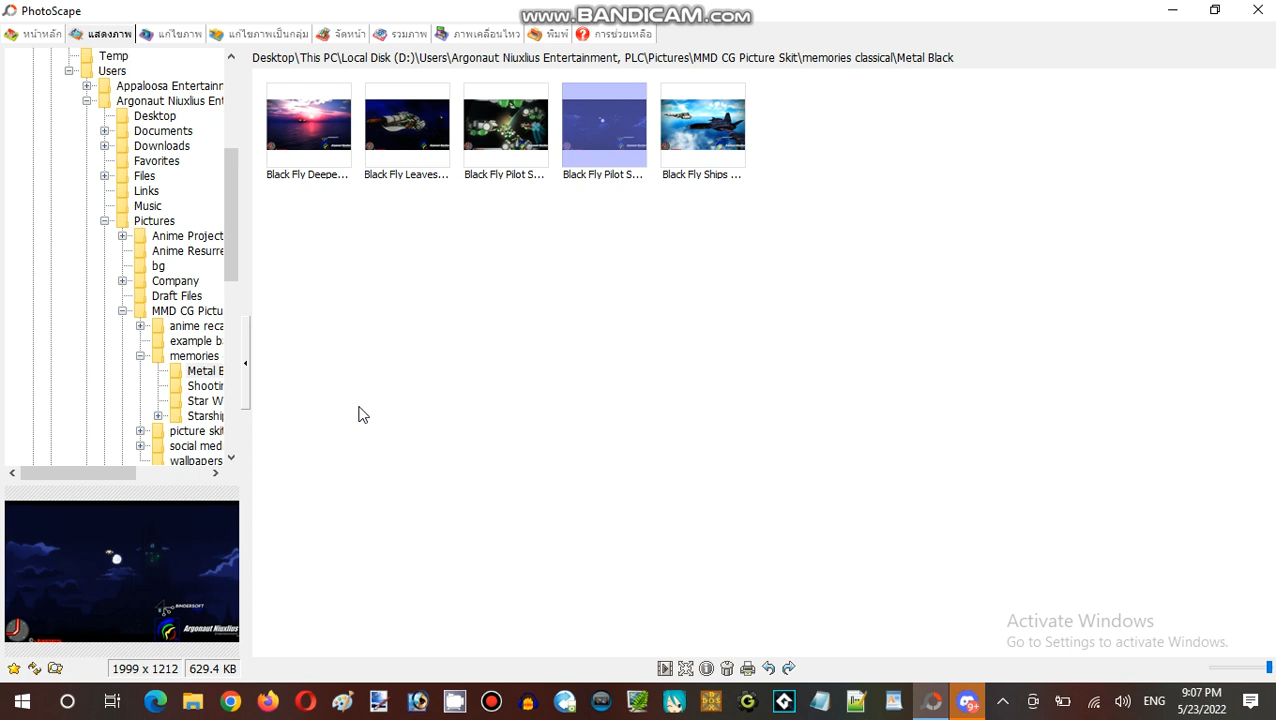 PhotoScape
www.BANDICAM.com
หน้าหลัก
แสดงภาพ
แก้ไขภาพ
แก้ไขภาพเป็นกลุ่ม
จัดหน้า
รวมภาพ
ภาพเคลื่อนไหว
พิมพ์
การช่วยเหลือ
Desktop\This PC\Local Disk (D:)\Users\Argonaut Niuxlius Entertainment, PLC\Pictures\MMD CG Picture Skit\memories classical\Metal Black
Temp
Users
Appaloosa Entertainm
Argonaut Niuxlius Ent
Desktop
Documents
Downloads
Favorites
Files
Links
Music
Pictures
Anime Project
Anime Resurre
bg
Company
Draft Files
MMD CG Pictu
anime reca
example b
memories
Metal B
Shootin
Star W
Starshi
picture skit
social med
wallpapers
Black Fly Deepe...
Black Fly Leaves...
Black Fly Pilot S...
Black Fly Pilot S...
Black Fly Ships ...
BINDERSOFT
Argonaut Niuxlius
1999 x 1212
629.4 KB
Activate Windows
Go to Settings to activate Windows.
DOS
9+
ENG
9:07 PM
5/23/2022